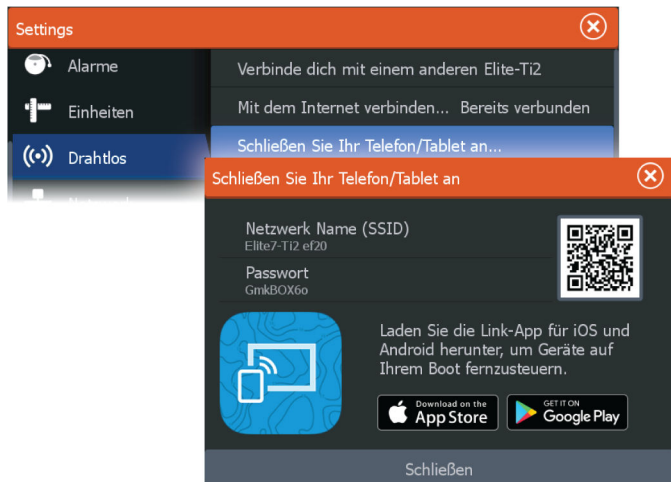 Settings
Alarme
Einheiten
Drahtlos
Verbinde dich mit einem anderen Elite-Ti2
Mit dem Internet verbinden... Bereits verbunden
Schließen Sie Ihr Telefon/Tablet an...
Schließen Sie Ihr Telefon/Tablet an
Netzwerk Name (SSID)
Elite7-Ti2 ef20
Passwort
GmkBOX6o
Laden Sie die Link-App für iOS und
Android herunter, um Geräte auf
Ihrem Boot fernzusteuern.
Download on the
App Store
GET IT ON
Google Play
Schließen